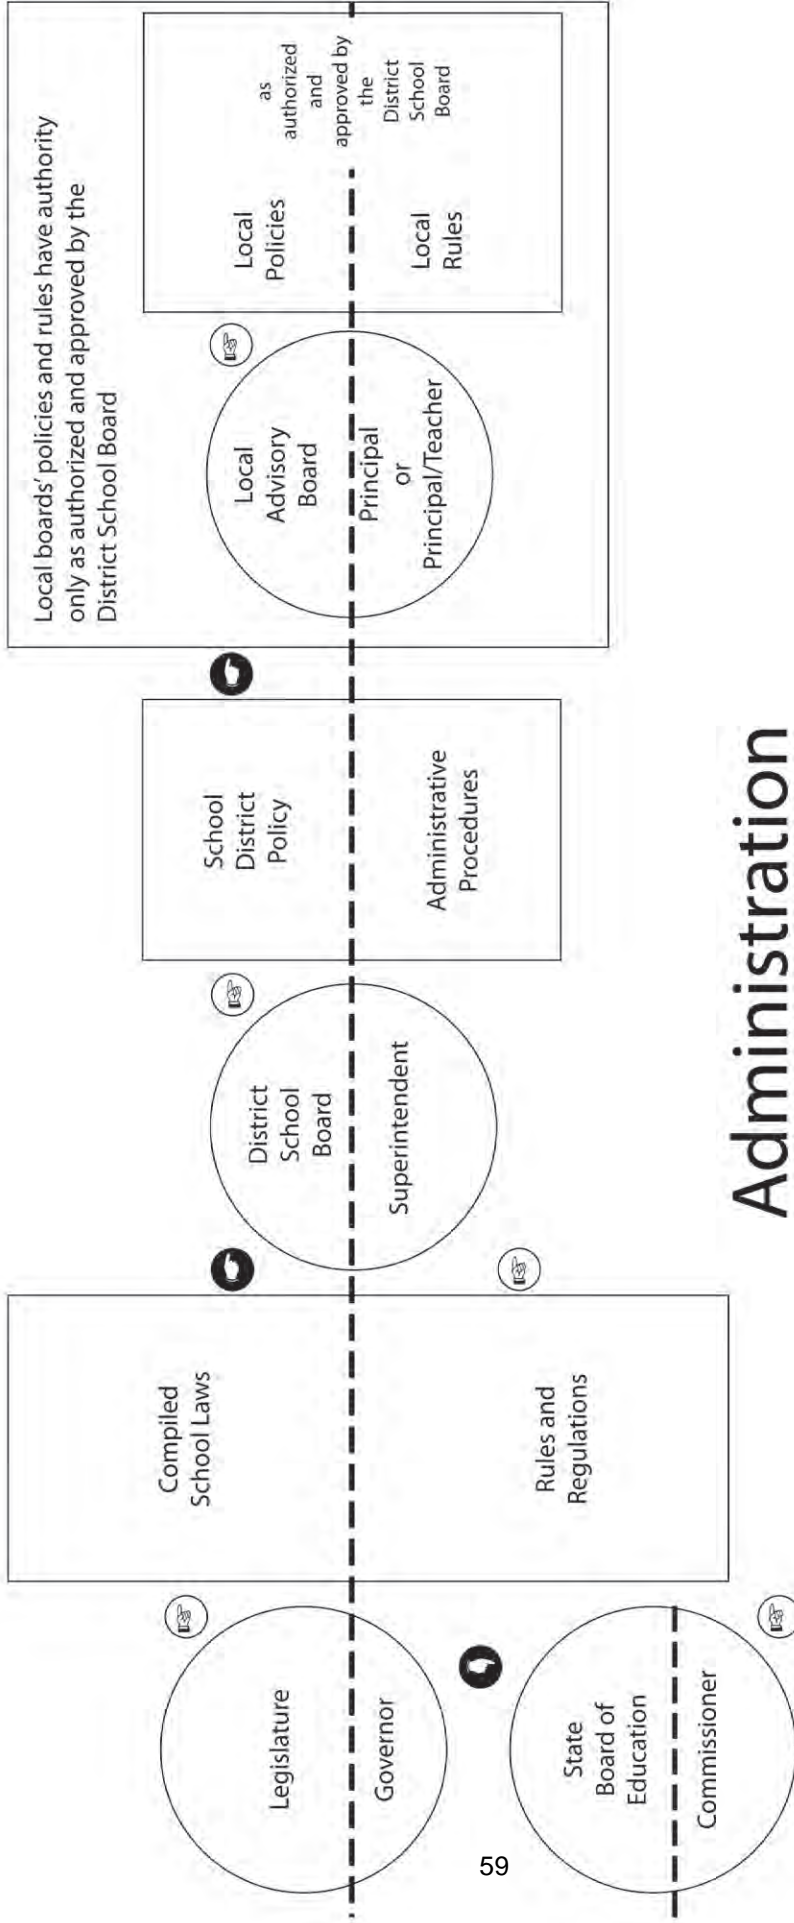 Legislature
Governor
State
Board of
Education
Commissioner
Compiled
School Laws
Rules and
Regulations
District
School
Board
Superintendent
School
District
Policy
Administrative
Procedures
Local boards' policies and rules have authority
only as authorized and approved by the
District School Board
Local
Advisory
Board
Principal
or
Principal/Teacher
Local
Policies
Local
Rules
as
authorized
and
approved by
the
District
School
Board
Administration
59